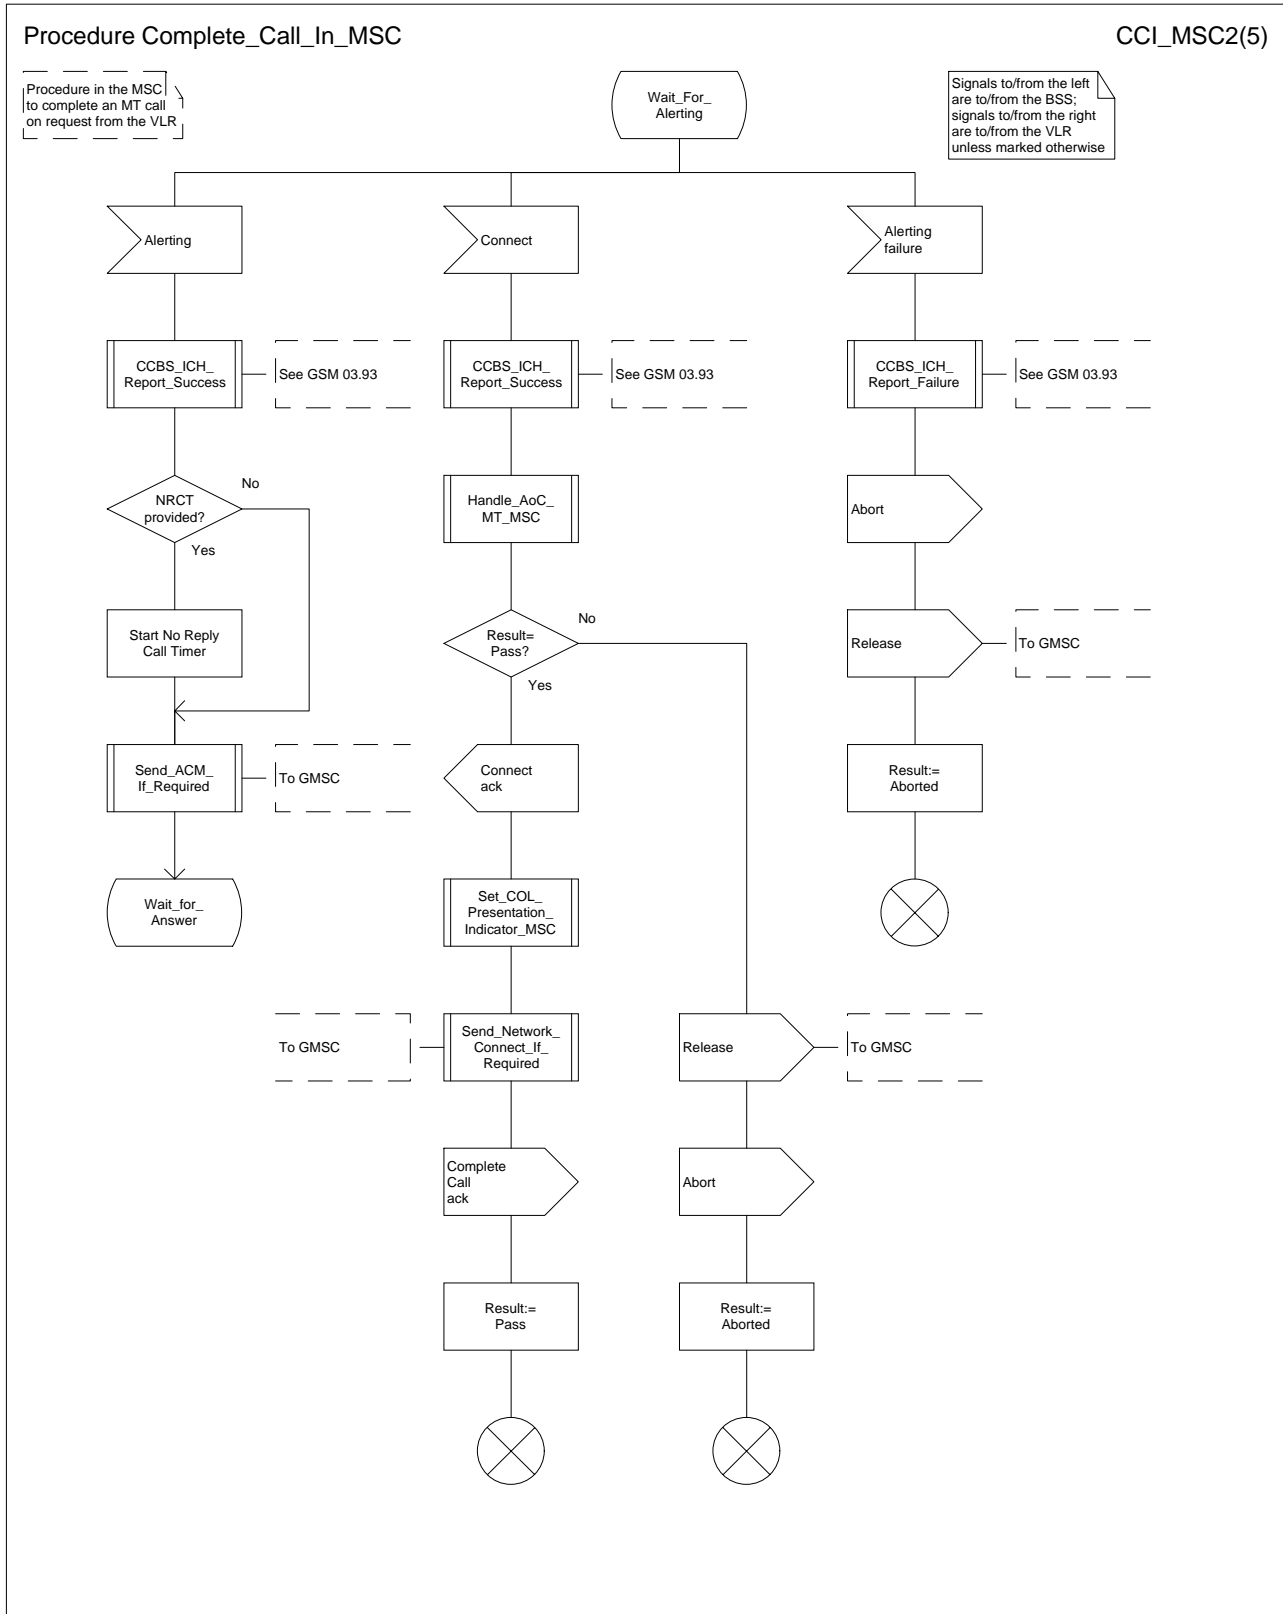 Procedure Complete_Call_In_MSC
CCI_MSC2(5)
Procedure in the MSC
to complete an MT call
on request from the VLR
Wait_For_
Alerting
Signals to/from the left
are to/from the BSS;
signals to/from the right
are to/from the VLR
unless marked otherwise
Alerting
Connect
Alerting
failure
CCBS_ICH_
Report_Success
See GSM 03.93
CCBS_ICH_
Report_Success
See GSM 03.93
CCBS_ICH_
Report_Failure
See GSM 03.93
NRCT
provided?
No
Yes
Handle_AoC_
MT_MSC
Abort
Start No Reply
Call Timer
Result=
Pass?
No
Yes
Release
To GMSC
Send_ACM_
If_Required
To GMSC
Connect
ack
Result:=
Aborted
Wait_for_
Answer
Set_COL_
Presentation_
Indicator_MSC
To GMSC
Send_Network_
Connect_If_
Required
Release
To GMSC
Complete
Call
ack
Abort
Result:=
Pass
Result:=
Aborted